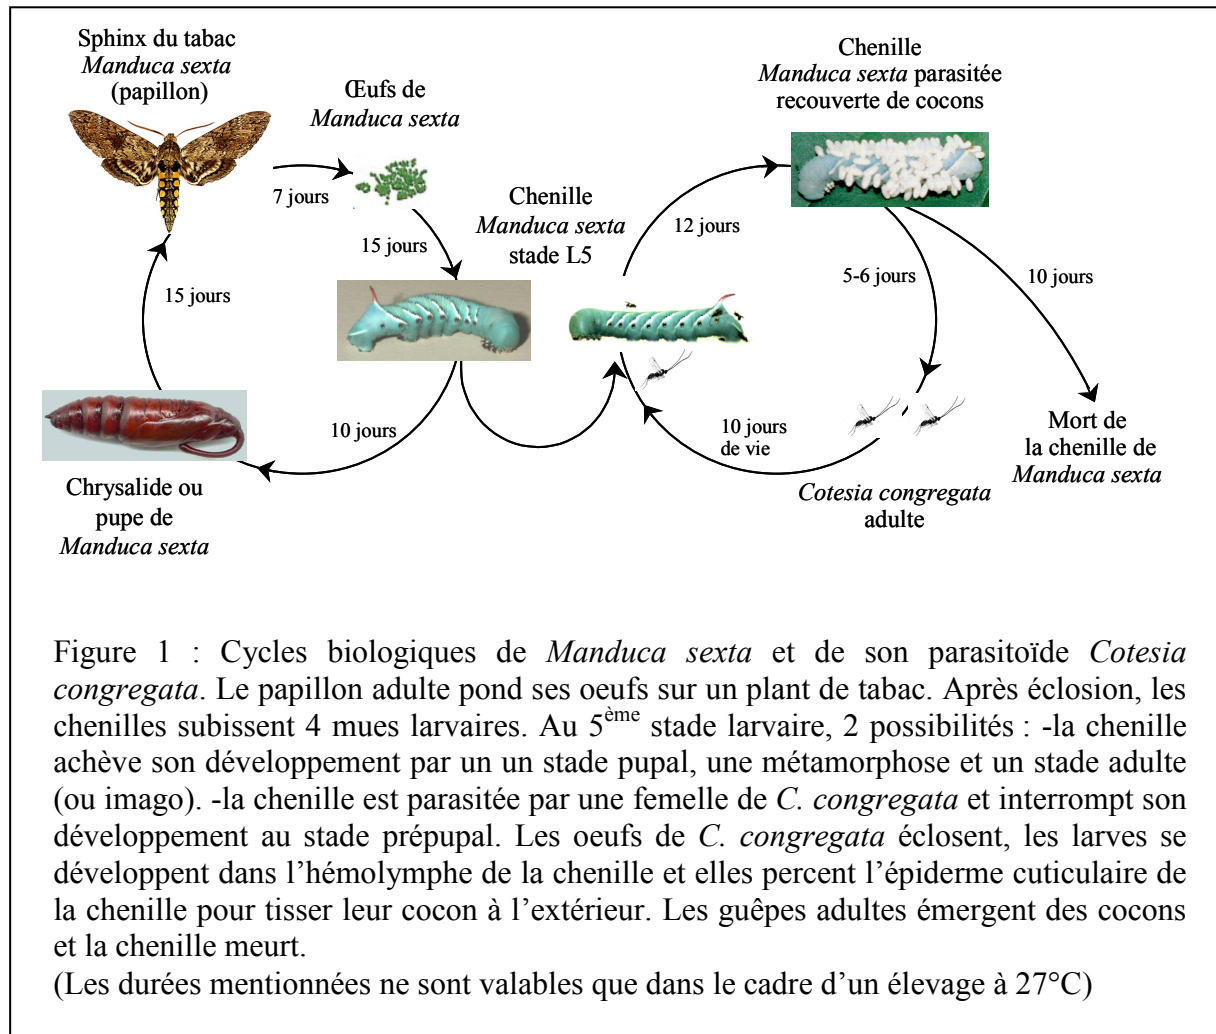 Sphinx du tabac
Manduca sexta
(papillon)
Œufs de
Manduca sexta
7 jours
15 jours
Chenille
Manduca sexta
stade L5
15 jours
10 jours
Chrysalide ou
pupe de
Manduca sexta
Chenille
Manduca sexta parasitée
recouverte de cocons
12 jours
5-6 jours
10 jours
10 jours
de vie
Cotesia congregata
adulte
Mort de
la chenille de
Manduca sexta
Figure 1 : Cycles biologiques de Manduca sexta et de son parasitoïde Cotesia
congregata. Le papillon adulte pond ses oeufs sur un plant de tabac. Après éclosion, les
chenilles subissent 4 mues larvaires. Au 5ème stade larvaire, 2 possibilités : -la chenille
achève son développement par un un stade pupal, une métamorphose et un stade adulte
(ou imago). -la chenille est parasitée par une femelle de C. congregata et interrompt son
développement au stade prépupal. Les oeufs de C. congregata éclosent, les larves se
développent dans l’hémolymphe de la chenille et elles percent l’épiderme cuticulaire de
la chenille pour tisser leur cocon à l’extérieur. Les guêpes adultes émergent des cocons
et la chenille meurt.
(Les durées mentionnées ne sont valables que dans le cadre d’un élevage à 27°C)